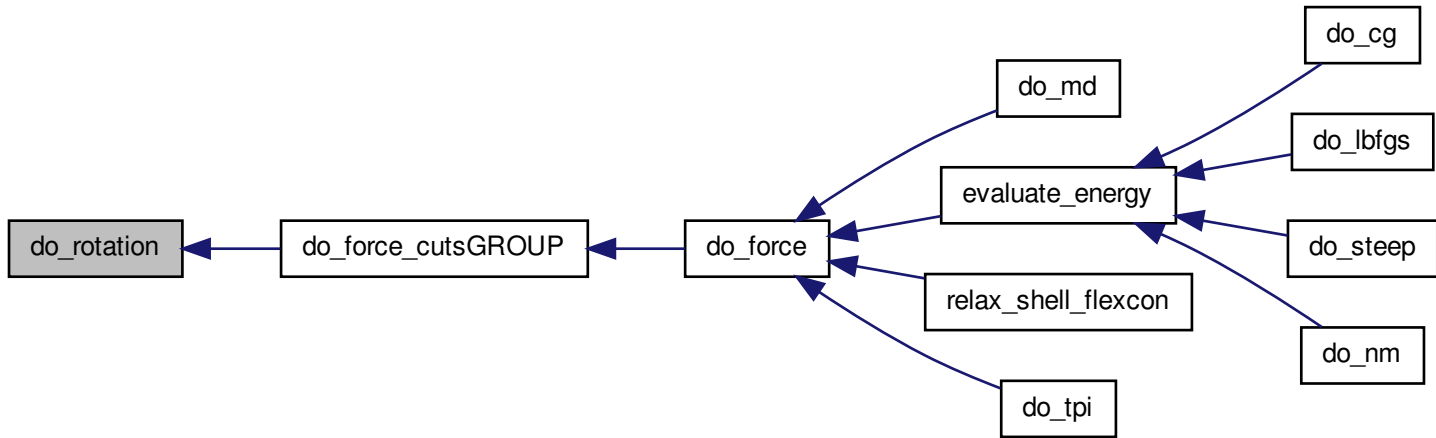 do_rotation
do_force_cutsGROUP
do_force
do_md
evaluate_energy
relax_shell_flexcon
do_tpi
do_cg
do_lbfgs
do_steep
do_nm